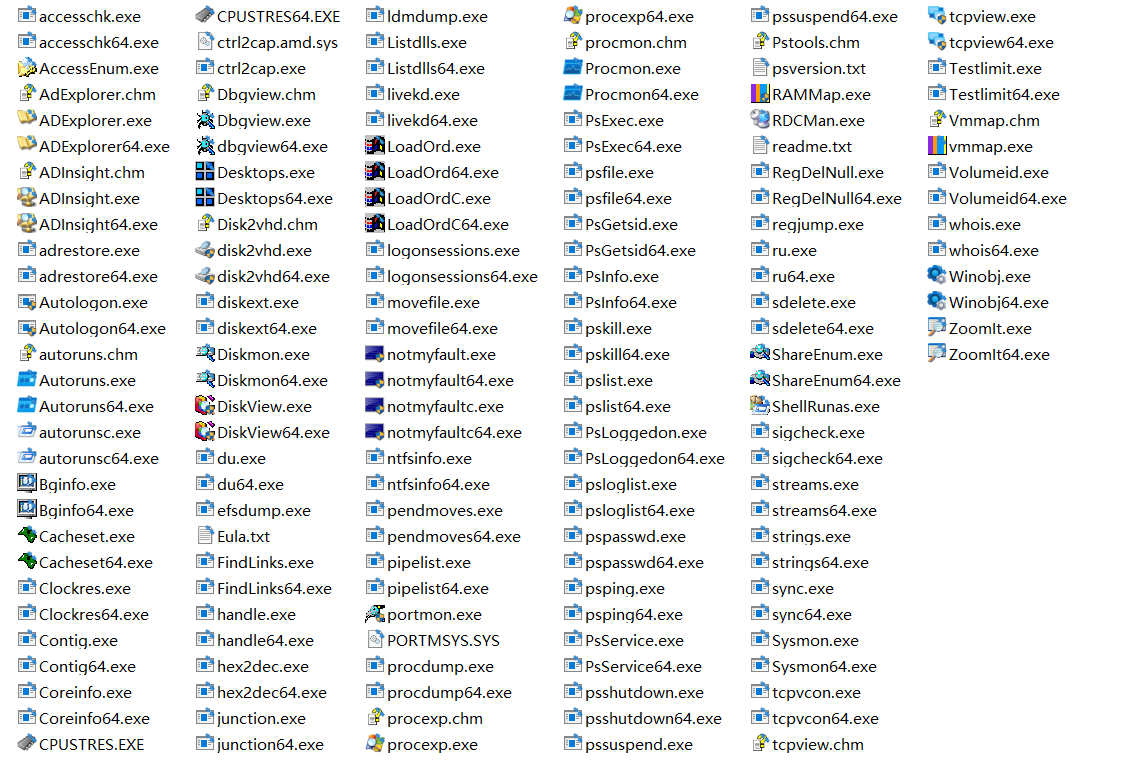 accesschk.exe
accesschk64.exe
AccessEnum.exe
AdExplorer.chm
ADExplorer.exe
ADExplorer64.exe
ADInsight.chm
ADInsight.exe
ADInsight64.exe
adrestore.exe
adrestore64.exe
Autologon.exe
Autologon64.exe
autoruns.chm
Autoruns.exe
Autoruns64.exe
autorunsc.exe
autorunsc64.exe
Bginfo.exe
Bginfo64.exe
Cacheset.exe
Cacheset64.exe
Clockres.exe
Clockres64.exe
Contig.exe
Contig64.exe
Coreinfo.exe
Coreinfo64.exe
CPUSTRES.EXE
CPUSTRES64.EXE
ctrl2cap.amd.sys
ctrl2cap.exe
Dbgview.chm
Dbgview.exe
dbgview64.exe
Desktops.exe
Desktops64.exe
Disk2vhd.chm
disk2vhd.exe
disk2vhd64.exe
diskext.exe
diskext64.exe
Diskmon.exe
Diskmon64.exe
DiskView.exe
DiskView64.exe
du.exe
du64.exe
efsdump.exe
Eula.txt
FindLinks.exe
FindLinks64.exe
handle.exe
handle64.exe
hex2dec.exe
hex2dec64.exe
junction.exe
junction64.exe
ldmdump.exe
Listdlls.exe
Listdlls64.exe
livekd.exe
livekd64.exe
LoadOrd.exe
LoadOrd64.exe
LoadOrdC.exe
LoadOrdC64.exe
logonsessions.exe
logonsessions64.exe
movefile.exe
movefile64.exe
notmyfault.exe
notmyfault64.exe
notmyfaultc.exe
notmyfaultc64.exe
ntfsinfo.exe
ntfsinfo64.exe
pendmoves.exe
pendmoves64.exe
pipelist.exe
pipelist64.exe
portmon.exe
PORTMSYS.SYS
procdump.exe
procdump64.exe
procexp.chm
procexp.exe
procexp64.exe
procmon.chm
Procmon.exe
Procmon64.exe
PsExec.exe
PsExec64.exe
psfile.exe
psfile64.exe
PsGetsid.exe
PsGetsid64.exe
PsInfo.exe
PsInfo64.exe
pskill.exe
pskill64.exe
pslist.exe
pslist64.exe
PsLoggedon.exe
PsLoggedon64.exe
psloglist.exe
psloglist64.exe
pspasswd.exe
pspasswd64.exe
psping.exe
psping64.exe
PsService.exe
PsService64.exe
psshutdown.exe
psshutdown64.exe
pssuspend.exe
pssuspend64.exe
Pstools.chm
psversion.txt
RAMMap.exe
RDCMan.exe
readme.txt
RegDelNull.exe
RegDelNull64.exe
regjump.exe
ru.exe
ru64.exe
sdelete.exe
sdelete64.exe
ShareEnum.exe
ShareEnum64.exe
ShellRunas.exe
sigcheck.exe
sigcheck64.exe
streams.exe
streams64.exe
strings.exe
strings64.exe
sync.exe
sync64.exe
Sysmon.exe
Sysmon64.exe
tcpvcon.exe
tcpvcon64.exe
tcpview.chm
tcpview.exe
tcpview64.exe
Testlimit.exe
Testlimit64.exe
Vmmap.chm
vmmap.exe
Volumeid.exe
Volumeid64.exe
whois.exe
whois64.exe
Winobj.exe
Winobj64.exe
ZoomIt.exe
ZoomIt64.exe